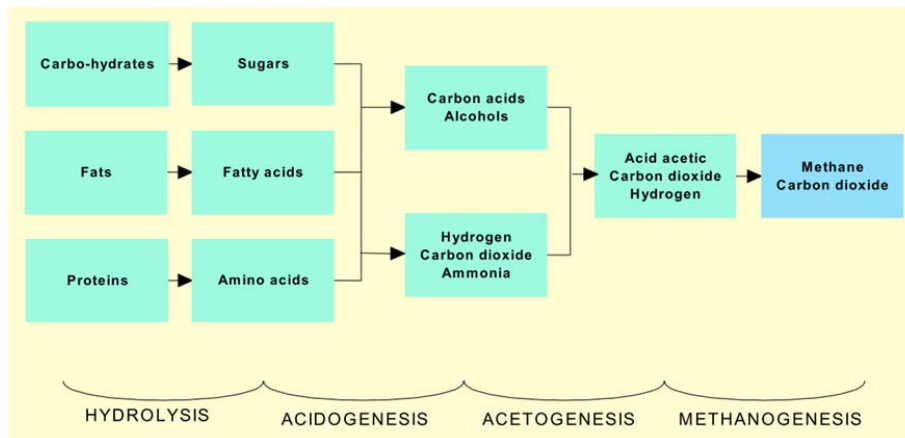 Carbo-hydrates
Sugars
Fats
Fatty acids
Proteins
Amino acids
Carbon acids
Alcohols
Hydrogen
Carbon dioxide
Ammonia
Acid acetic
Carbon dioxide
Hydrogen
Methane
Carbon dioxide
HYDROLYSIS
ACIDOGENESIS
ACETOGENESIS
METHANOGENESIS